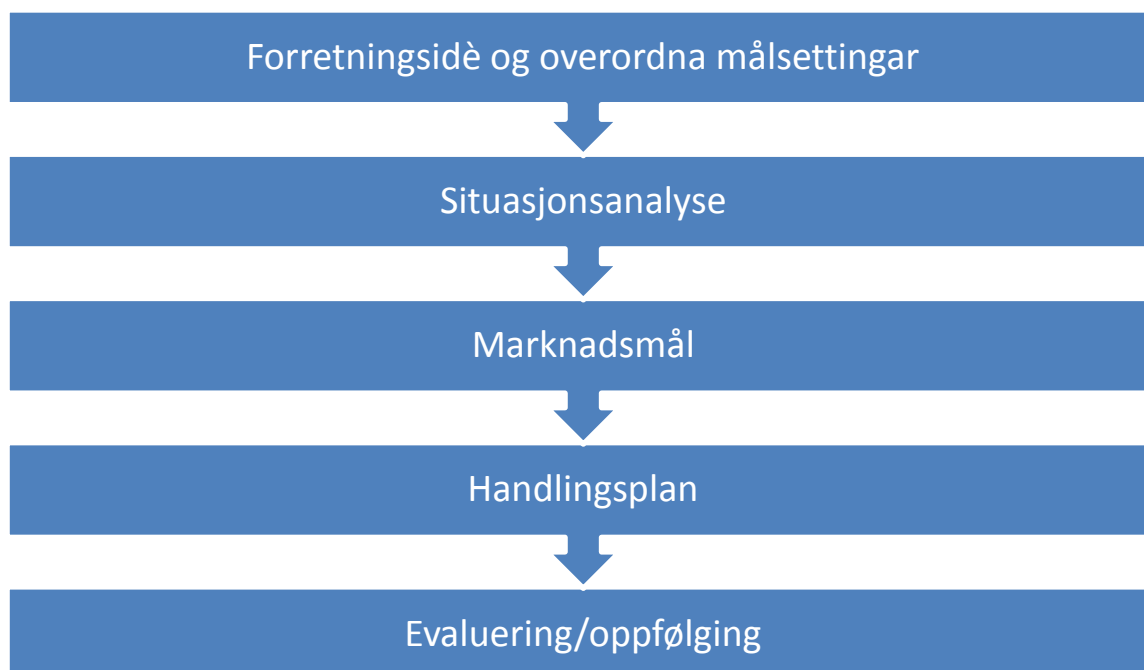 Forretningsidè og overordna målsettingar
Situasjonsanalyse
Marknadsmål
Handlingsplan
Evaluering/oppfølging